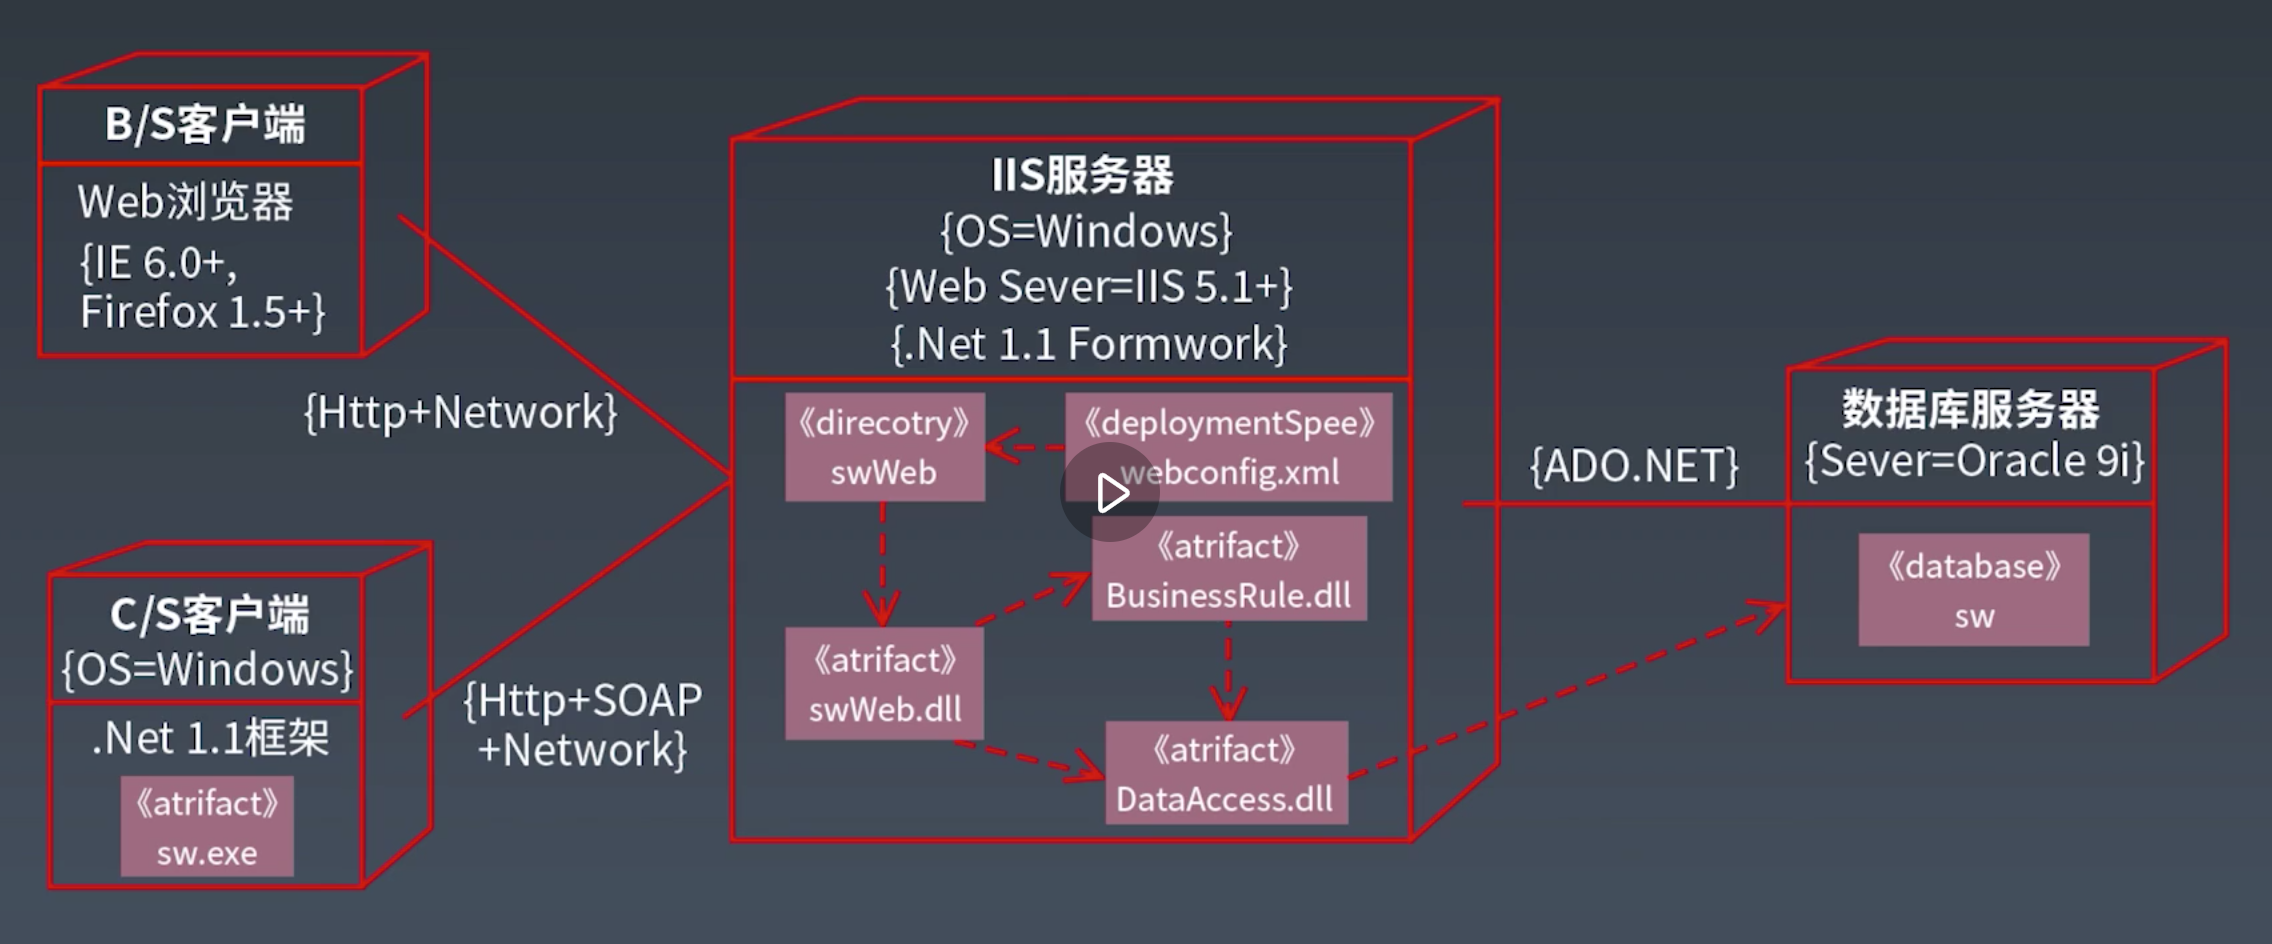 B/S客户端
Web浏览器
{IE 6.0+,
Firefox 1.5+}
{Http+Network}
C/S客户端
{OS=Windows}
.Net 1.1框架
《atrifact》
sw.exe
{Http+SOAP
+Network}
IIS服务器
{OS=Windows}
{Web Sever=IIS 5.1+}
{.Net 1.1 Formwork}
《direcotry》
swWeb
《deploymentSpee》
webconfig.xml
《atrifact》
BusinessRule.dll
《atrifact》
swWeb.dll
《atrifact》
DataAccess.dll
{ADO.NET}
数据库服务器
{Sever=Oracle 9i}
《database》
sw